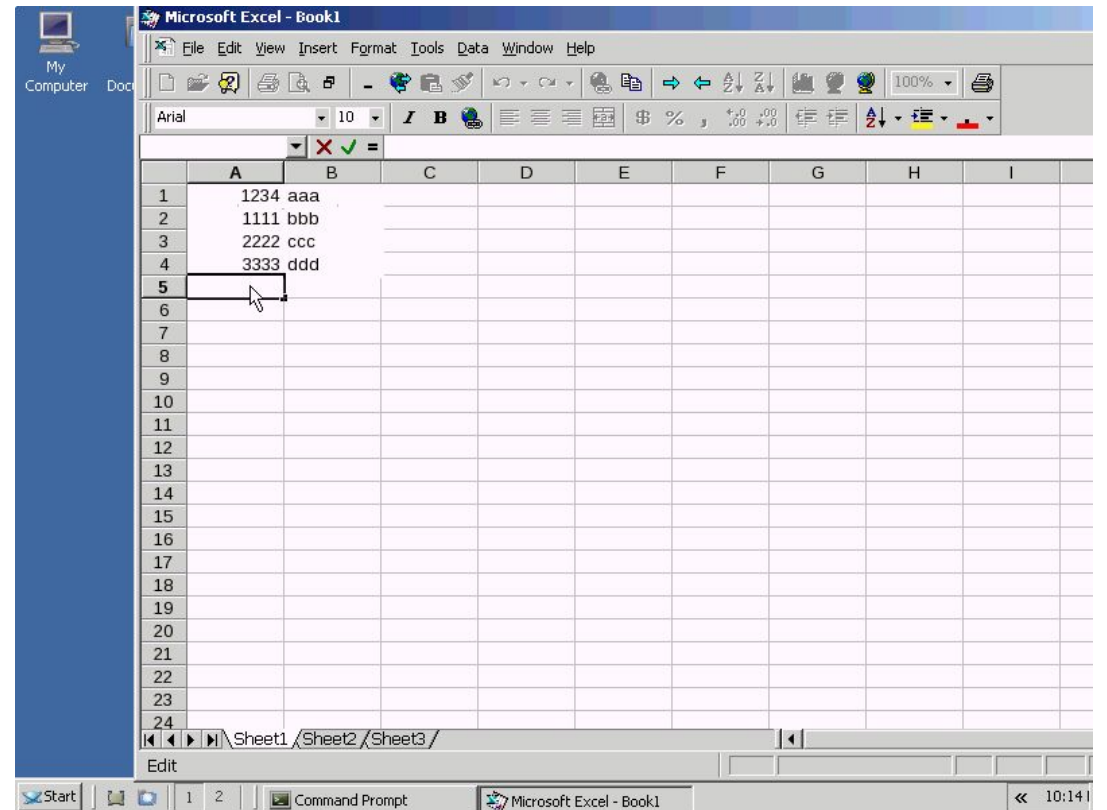 Microsoft Excel - Book1
My
Computer
Doc
File Edit View Insert Format Tools Data Window Help
100%
Arial 10 I B $ % ,
=
A B C D E F G H I
1 1234 aaa
2 1111 bbb
3 2222 ccc
4 3333 ddd
5
6
7
8
9
10
11
12
13
14
15
16
17
18
19
20
21
22
23
24
Sheet1 Sheet2 Sheet3
Edit
Start 1 2 Command Prompt Microsoft Excel - Book1 « 10:14